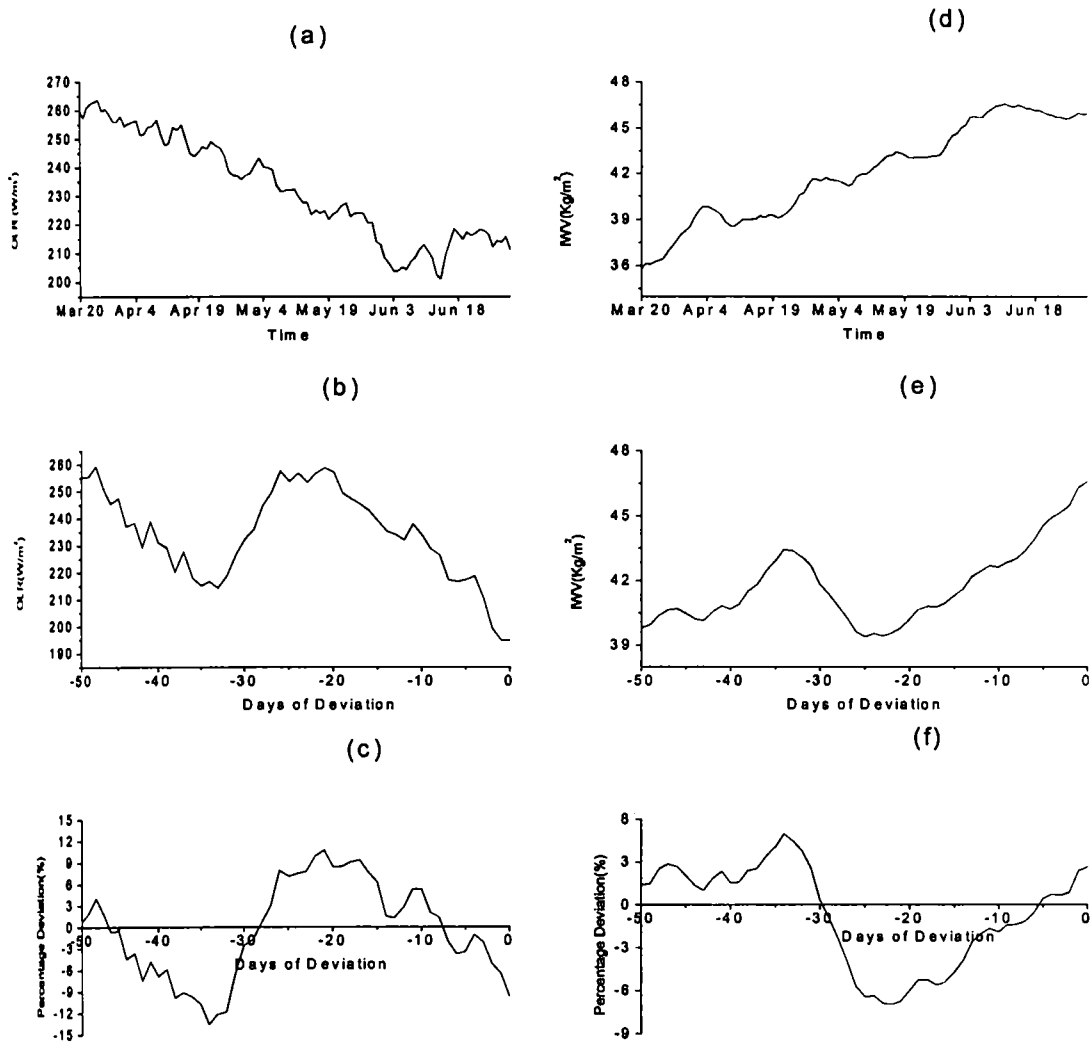 (a)
OLR (W/m²)
270
260
250
240
230
220
210
200
Mar 20 Apr 4 Apr 19 May 4 May 19 Jun 3 Jun 18
Time
(d)
IWV(Kg/m²)
48
45
42
39
36
Mar 20 Apr 4 Apr 19 May 4 May 19 Jun 3 Jun 18
Time
(b)
OLR(W/m²)
260
250
240
230
220
210
190
-50 -40 -30 -20 -10 0
Days of Deviation
(e)
IWV(Kg/m²)
48
45
42
39
-50 -40 -30 -20 -10 0
Days of Deviation
(c)
Percentage Deviation(%)
15
12
9
6
3
0
-3
-6
-9
-12
-15
-50 -40 -30 -20 -10 0
Days of Deviation
(f)
Percentage Deviation(%)
3
0
-3
-6
-9
-50 -40 -30 -20 -10 0
Days of Deviation